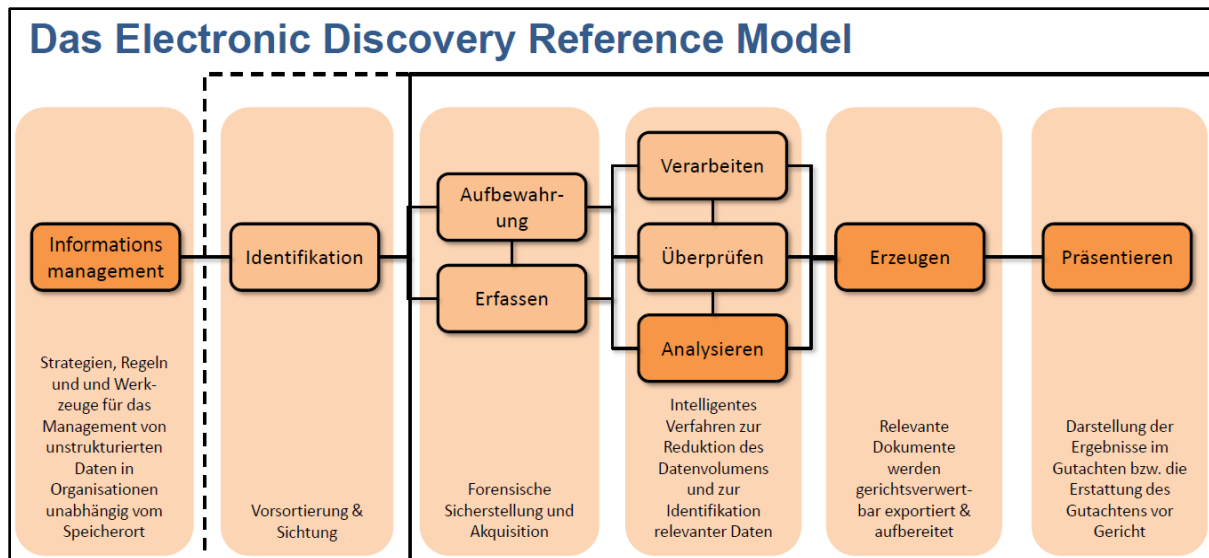 Das Electronic Discovery Reference Model
Informations
management
Strategien, Regeln
und und Werk-
zeuge für das
Management von
unstrukturierten
Daten in
Organisationen
unabhängig vom
Speicherort
Identifikation
Vorsortierung &
Sichtung
Aufbewahr-
ung
Erfassen
Forensische
Sicherstellung und
Akquisition
Verarbeiten
Überprüfen
Analysieren
Intelligentes
Verfahren zur
Reduktion des
Datenvolumens
und zur
Identifikation
relevanter Daten
Erzeugen
Relevante
Dokumente
werden
gerichtsverwert-
bar exportiert &
aufbereitet
Präsentieren
Darstellung der
Ergebnisse im
Gutachten bzw. die
Erstattung des
Gutachtens vor
Gericht